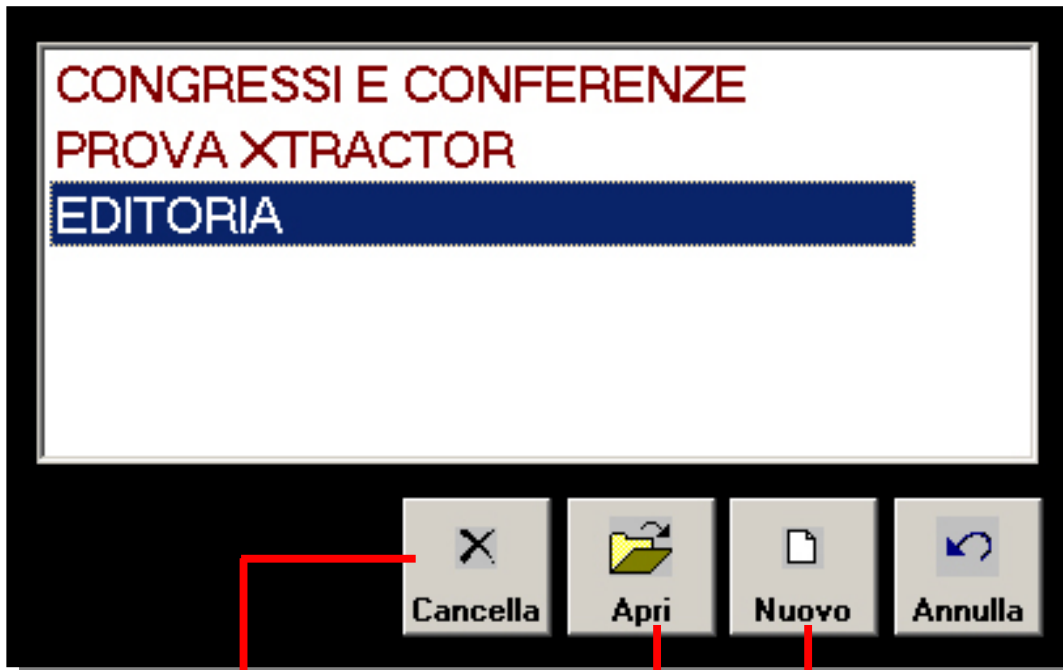 CONGRESSI E CONFERENZE
PROVA XTRACTOR
EDITORIA
Cancella Apri Nuovo Annulla